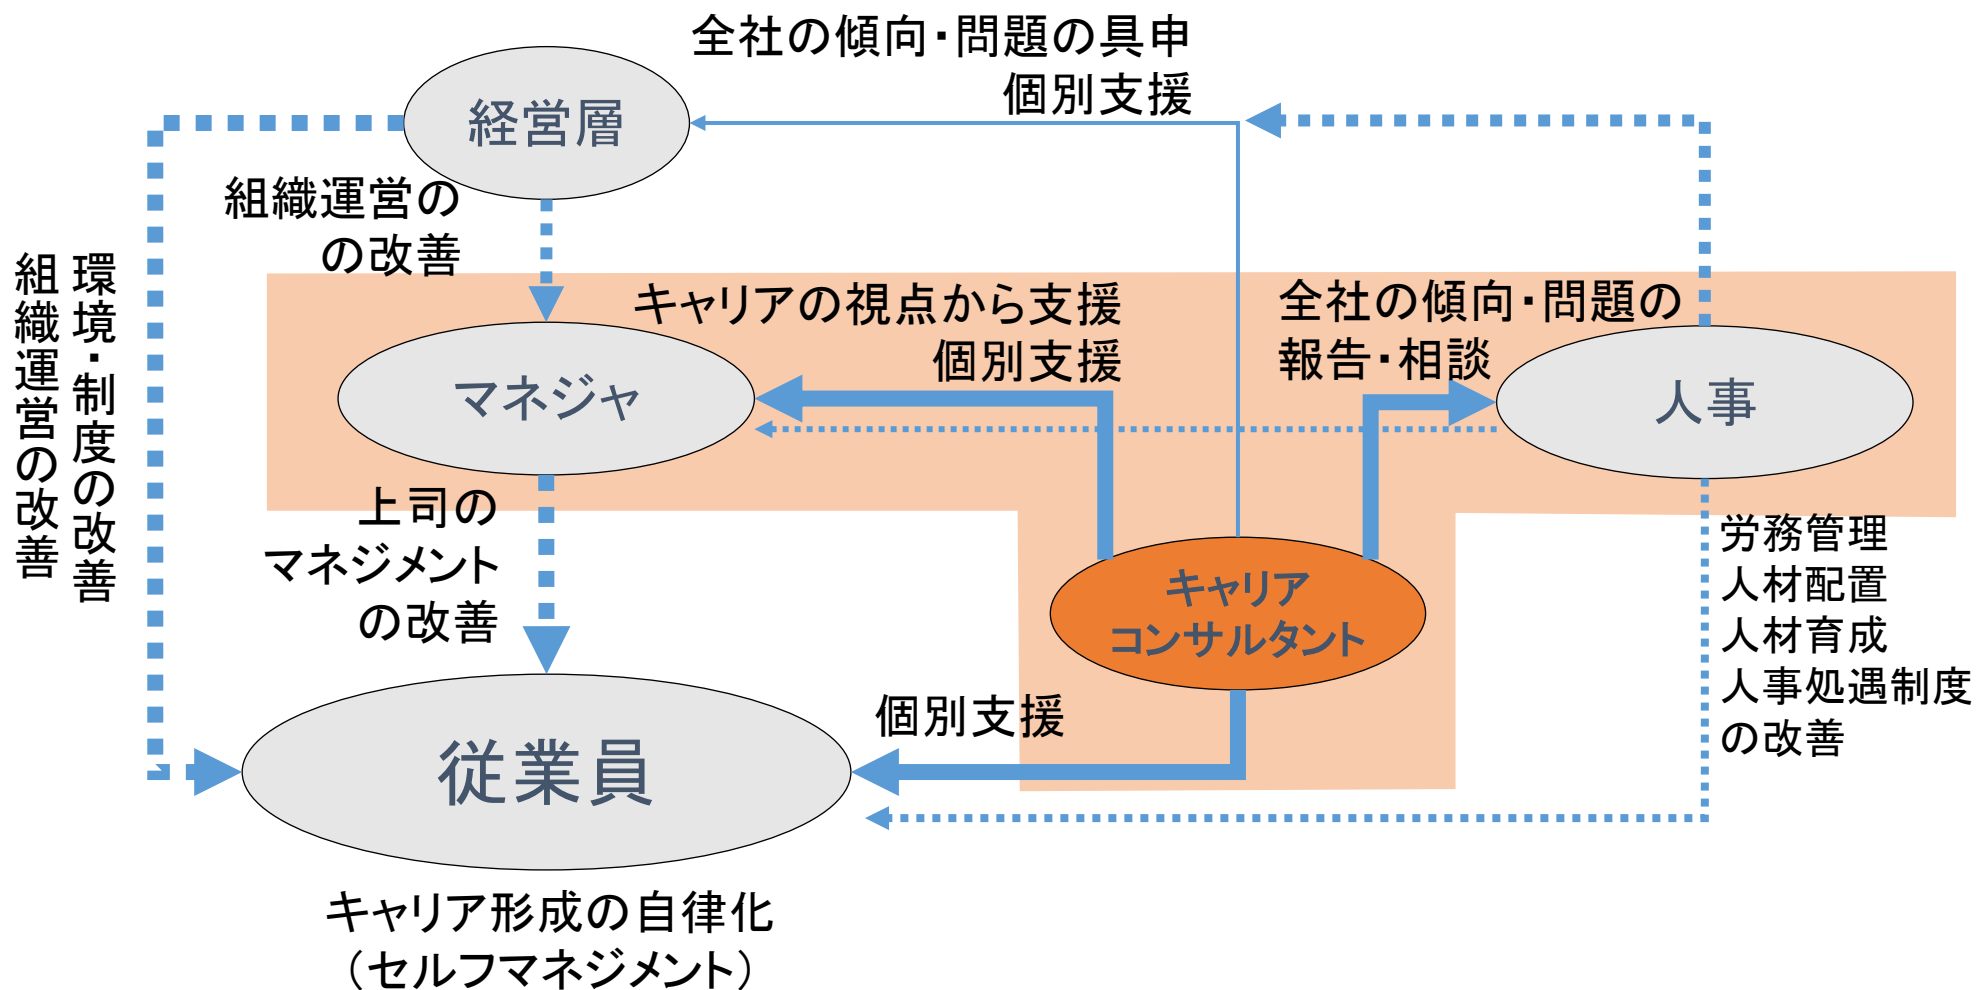 全社の傾向・問題の具申
個別支援
経営層
組織運営の
の改善
環境・制度の改善
組織運営の改善
キャリアの視点から支援
個別支援
全社の傾向・問題の
報告・相談
マネジャ
人事
上司の
マネジメント
の改善
キャリア
コンサルタント
労務管理
人材配置
人材育成
人事処遇制度
の改善
個別支援
従業員
キャリア形成の自律化
（セルフマネジメント）